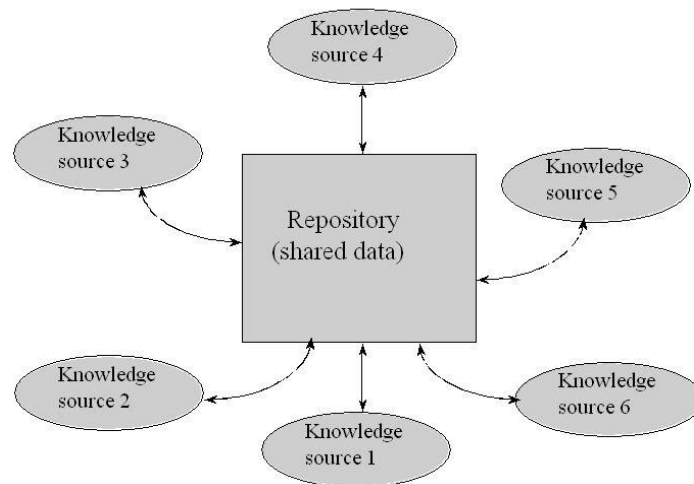 Knowledge
source 4
Knowledge
source 3
Knowledge
source 5
Repository
(shared data)
Knowledge
source 2
Knowledge
source 6
Knowledge
source 1